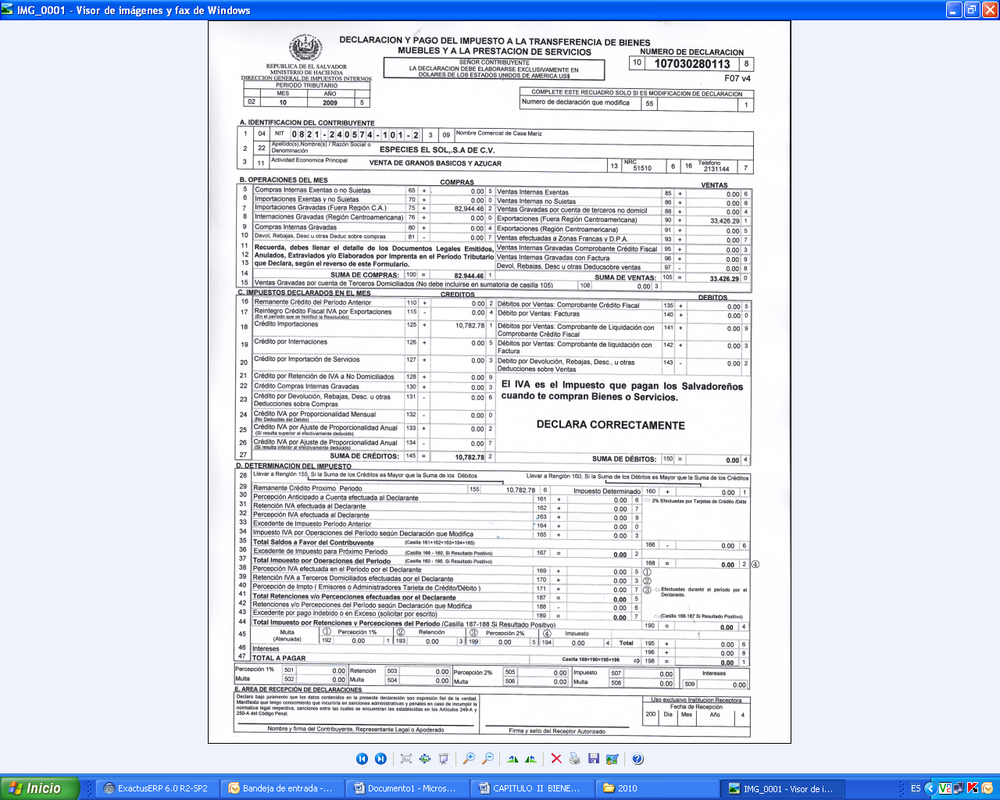 IMG_0001 - Visor de imágenes y fax de Windows
DECLARACION Y PAGO DEL IMPUESTO A LA TRANSFERENCIA DE BIENES
MUEBLES Y A LA PRESTACION DE SERVICIOS
REPUBLICA DE EL SALVADOR
MINISTERIO DE HACIENDA
DIRECCION GENERAL DE IMPUESTOS INTERNOS
SEÑOR CONTRIBUYENTE
LA DECLARACION DEBE ELABORARSE EXCLUSIVAMENTE EN
DOLARES DE LOS ESTADOS UNIDOS DE AMERICA US$
NUMERO DE DECLARACION
10 107030280113 8
F07 v4
PERIODO TRIBUTARIO
MES AÑO
02 10 2009 5
COMPLETE ESTE RECUADRO SOLO SI ES MODIFICACION DE DECLARACION
Numero de declaración que modifica 55 1
A. IDENTIFICACION DEL CONTRIBUYENTE
1 04 NIT 0821-240574-101-2 3 09 Nombre Comercial de Casa Mariz
2 22 Apellido(s),Nombre(s) / Razón Social o Denominación ESPECIES EL SOL,.S.A DE C.V.
3 11 Actividad Economica Principal VENTA DE GRANOS BASICOS Y AZUCAR 13 NRC 51510 6 16 Telefono 2131144 7
B. OPERACIONES DEL MES COMPRAS VENTAS
5 Compras Internas Exentas o no Sujetas 65 + 0.00 5 Ventas Internas Exentas 85 + 0.00 6
6 Importaciones Exentas y no Sujetas 70 + 0.00 0 Ventas Internas no Sujetas 86 + 0.00 8
7 Importaciones Gravadas (Fuera Región C.A.) 75 + 82,944.46 2 Ventas Gravadas por cuenta de terceros no domicil 88 + 0.00 4
8 Internaciones Gravadas (Región Centroamericana) 76 + 0.00 0 Exportaciones (Fuera Región Centroamericana) 90 + 33,426.29 1
9 Compras Internas Gravadas 80 + 0.00 4 Exportaciones (Región Centroamericana) 91 + 0.00 5
10 Devol, Rebajas, Desc u otras Deduc sobre compras 81 - 0.00 7 Ventas efectuadas a Zonas Francas y D.P.A. 93 + 0.00 7
11 Recuerda, debes llenar el detalle de los Documentos Legales Emitidos, Ventas Internas Gravadas Comprobante Crédito Fiscal 95 + 0.00 3
12 Anulados, Extraviados y/o Elaborados por Imprenta en el Período Tributario Ventas Internas Gravadas con Factura 96 + 0.00 9
13 que Declara, según el reverso de este Formulario. Devol, Rebajas, Desc u otras Deducsobre ventas 97 - 0.00 8
14 SUMA DE COMPRAS: 100 = 82.944.46 1 SUMA DE VENTAS: 105 = 33.426.29 0
15 Ventas Gravadas por cuenta de Terceros Domiciliados (No debe incluirse en sumatoria de casilla 105) 108 0.00 3
C. IMPUESTOS DECLARADOS EN EL MES CREDITOS DEBITOS
16 Remanente Crédito del Período Anterior 110 + 0.00 2 Débitos por Ventas: Comprobante Crédito Fiscal 135 + 0.00 5
17 Reintegro Crédito Fiscal IVA por Exportaciones 115 - 0.00 4 Débito por Ventas: Facturas 140 + 0.00 0
(En el período que se Notificó la Resolución)
18 Crédito Importaciones 125 + 10,782.78 1 Débitos por Ventas: Comprobante de Liquidación con Comprobante Crédito Fiscal 141 + 0.00 9
19 Crédito por Internaciones 126 + 0.00 5 Débitos por Ventas: Comprobante de liquidación con Factura 142 + 0.00 3
20 Crédito por Importación de Servicios 127 + 0.00 3 Debito por Devolución, Rebajas, Desc., u otras Deducciones sobre Ventas 143 - 0.00 2
21 Crédito por Retención de IVA a No Domiciliados 128 + 0.00 9
22 Crédito Compras Internas Gravadas 130 + 0.00 3
23 Crédito por Devolución, Rebajas, Desc. u otras Deducciones sobre Compras 131 - 0.00 6
24 Crédito IVA por Proporcionalidad Mensual 132 - 0.00 0
(No Deducible del Débito)
25 Crédito IVA por Ajuste de Proporcionalidad Anual 133 + 0.00 2
(Si resulta superior al efectivamente deducido)
26 Crédito IVA por Ajuste de Proporcionalidad Anual 134 - 0.00 7
(Si resulta inferior al efectivamente deducido)
El IVA es el Impuesto que pagan los Salvadoreños
cuando te compran Bienes o Servicios.
DECLARA CORRECTAMENTE
27 SUMA DE CRÉDITOS: 145 = 10,782.78 2 SUMA DE DÉBITOS: 150 = 0.00 4
D. DETERMINACION DEL IMPUESTO
28 Llevar a Renglón 155, Si la Suma de los Créditos es Mayor que la Suma de los Débitos Llevar a Renglón 160, Si la Suma de los Débitos es Mayor que la Suma de los Créditos
29 Remanente Crédito Proximo Periodo 155 10,782.78 6 Impuesto Determinado 160 + 0.00 1
30 Percepción Anticipado a Cuenta efectuada al Declarante 161 + 0.00 6 2% Efectuadas por Tarjetas de Crédito /Débi
31 Retención IVA efectuada al Declarante 162 + 0.00 7
32 Percepción IVA efectuada al Declarante 163 + 0.00 9
33 Excedente de Impuesto Período Anterior 164 + 0.00 0
34 Impuesto IVA por Operaciones del Período según Declaración que Modifica 165 + 0.00 3
35 Total Saldos a Favor del Contribuyente (Casilla 161+162+163+164+165) 166 - 0.00 6
36 Excedente de Impuesto para Próximo Periodo (Casilla 166 - 160, Si Resultado Positivo) 167 = 0.00 2
37 Total Impuesto por Operaciones del Período (Casilla 160 - 166. Si Resultado Positivo) 168 = 0.00 2 ④
38 Percepción IVA efectuada en el Período por el Declarante 169 + 0.00 5 ①
39 Retención IVA a Terceros Domiciliados efectuadas por el Declarante 170 + 0.00 3 ②
40 Percepción de Impto ( Emisores o Administradores Tarjeta de Crédito/Débito ) 171 + 0.00 7 ③ Efectuadas durante el período por el Declarante.
41 Total Retenciones y/o Percepciones efectuadas por el Declarante 187 = 0.00 5
42 Retenciones y/o Percepciones del Período según Declaración que Modifica 188 - 0.00 6
43 Excedente por pago Indebido o en Exceso (solicitar por escrito) 189 = 0.00 7 (Casilla 188-187 Si Resultado Positivo)
44 Total Impuesto por Retenciones y Percepciones del Período (Casilla 187-188 Si Resultado Positivo) 190 = 0.00 4
45 Multa (Atenuada) ① Percepción 1% 192 0.00 1 ② Retención 193 0.00 3 ③ Percepción 2% 199 0.00 5 ④ Impuesto 194 0.00 4 Total 195 + 0.00 6
46 Intereses 196 + 0.00 8
47 TOTAL A PAGAR Casilla 168+190+195+196 198 = 0.00 1
Percepción 1% 501 0.00 Retención 503 0.00 Percepción 2% 505 0.00 Impuesto 507 0.00 Intereses
Multa 502 0.00 Multa 504 0.00 Multa 506 0.00 Multa 508 0.00 509 0.00
E. AREA DE RECEPCIÓN DE DECLARACIONES
Declaro bajo juramento que los datos contenidos en la presente declaración son expresión fiel de la verdad.
Manifiesto que tengo conocimiento que incurriría en sanciones administrativas y penales en caso de incumplir la
normativa legal respectiva, sanciones entre las cuales se encuentran las establecidas en los Artículos 249-A y
250-A del Código Penal.
Nombre y firma del Contribuyente, Representante Legal o Apoderado
Firma y sello del Receptor Autorizado
Uso exclusivo Institucion Receptora
Fecha de Recepción
200 Dia Mes Año 4
Inicio
ExactusERP 6.0 R2-SP2
Bandeja de entrada -...
Documento1 - Micros...
CAPITULO II BIENE...
2010
IMG_0001 - Visor de i...
ES
09:44 a.m.